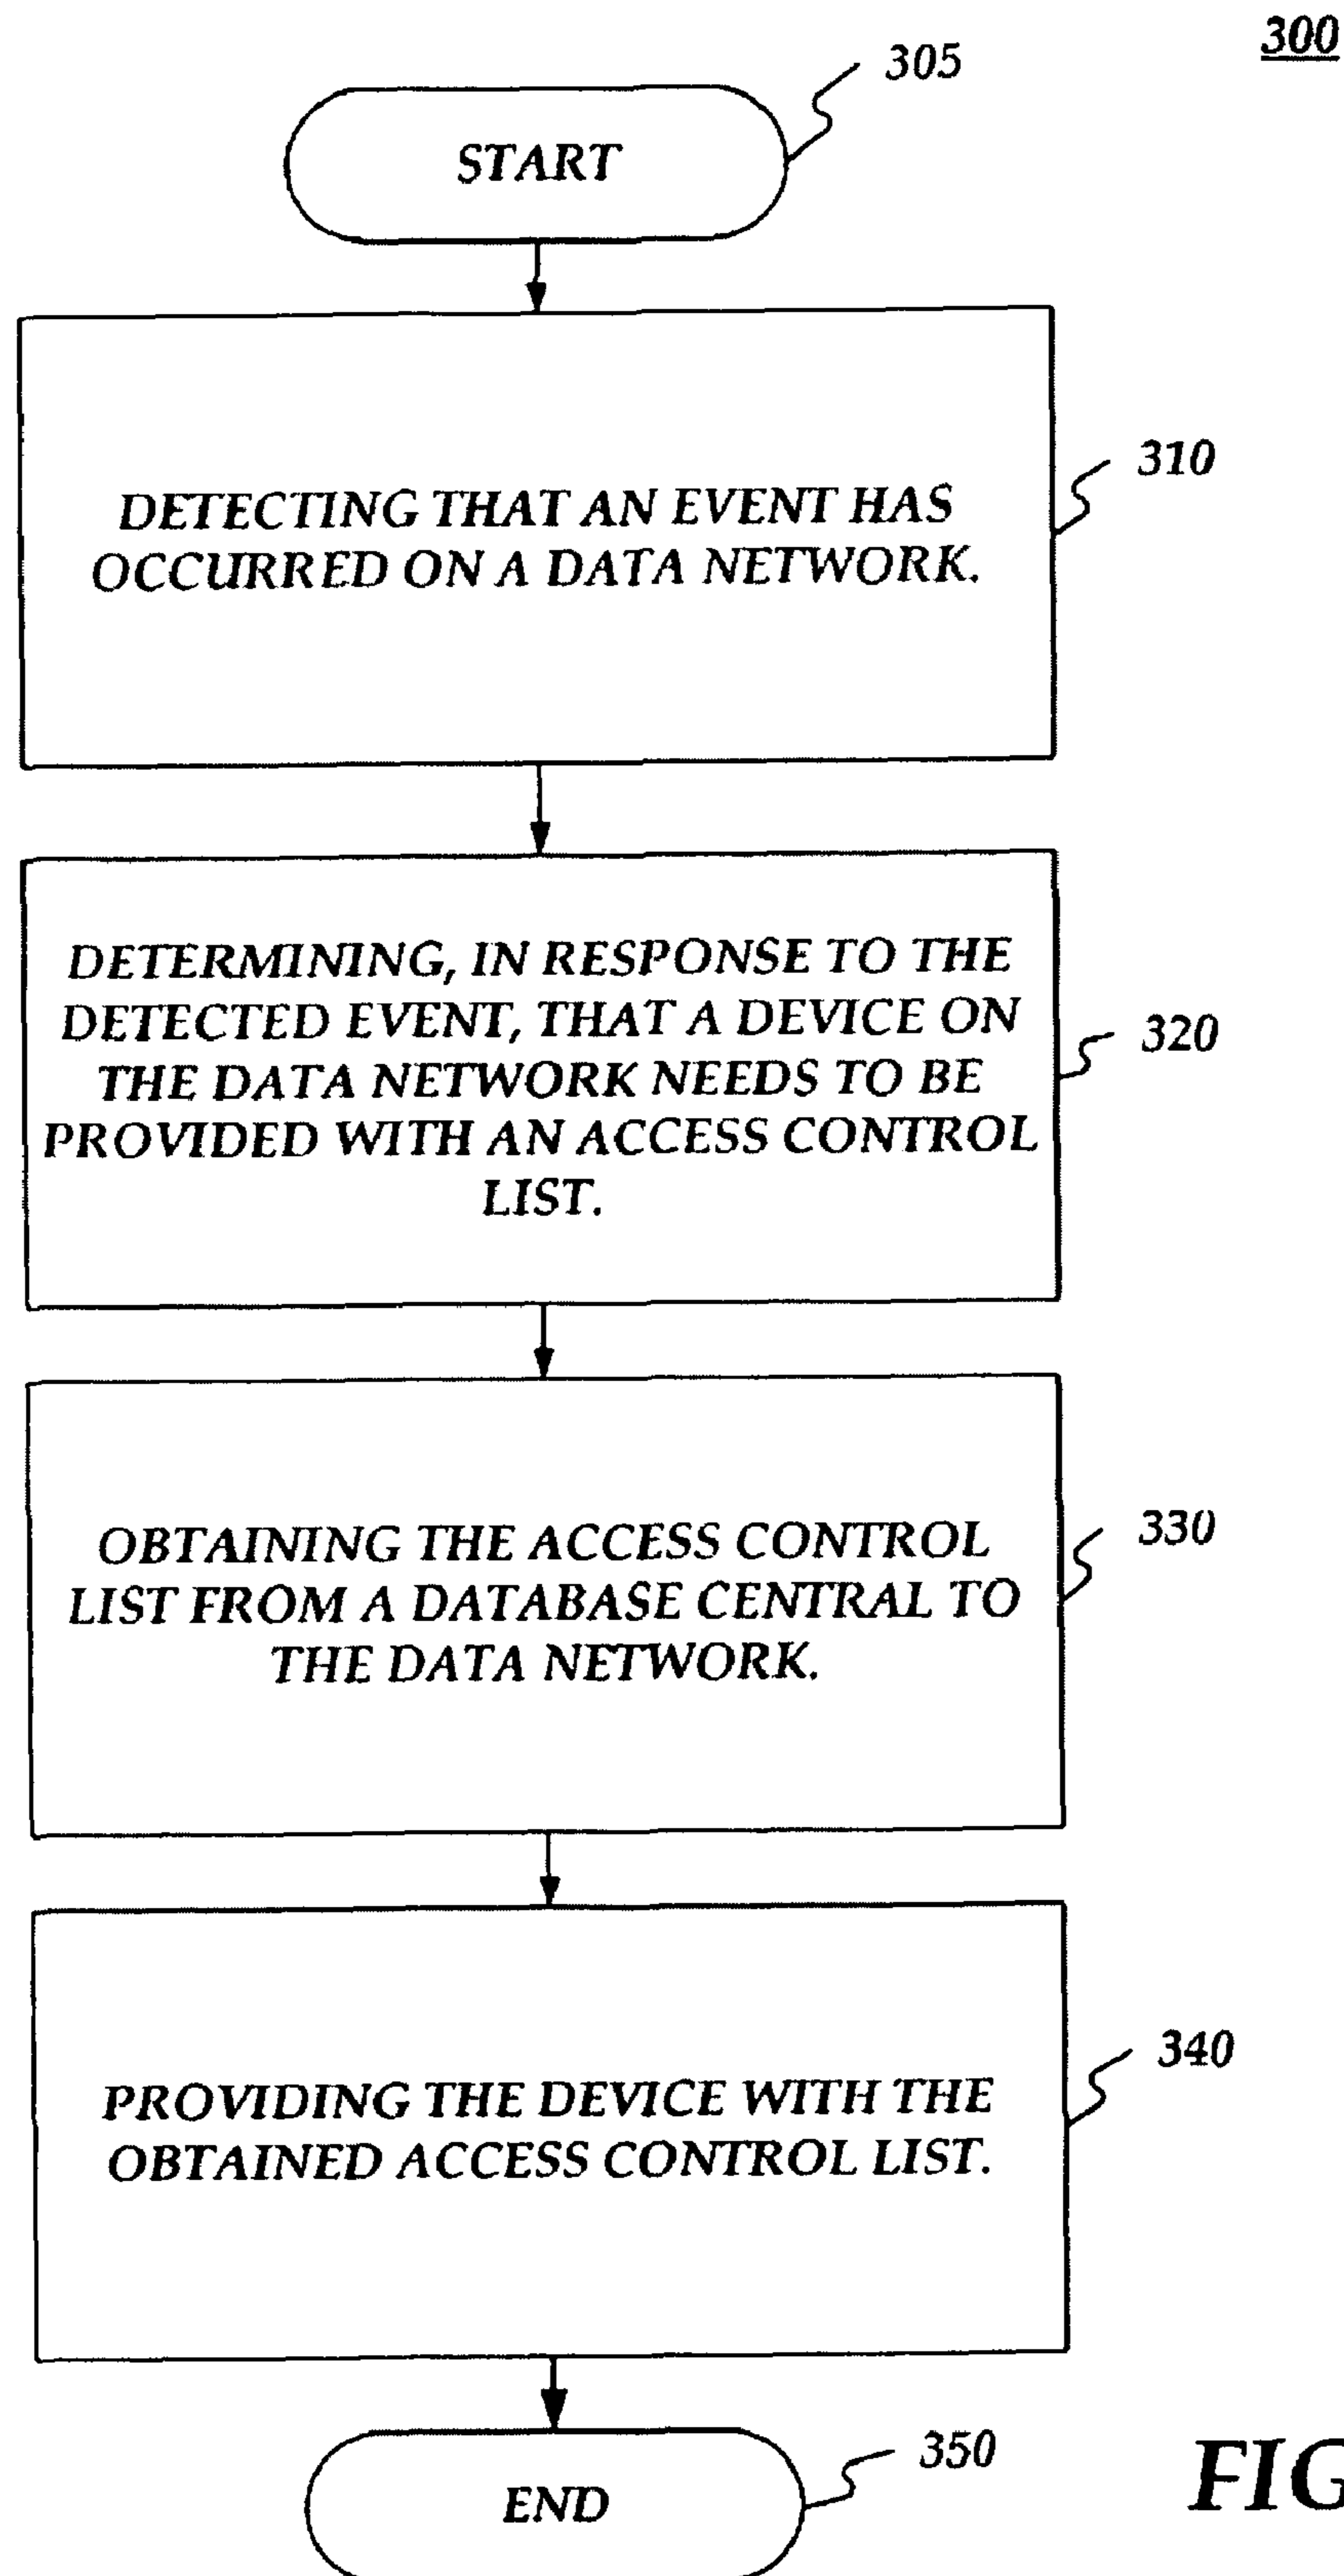 300
305
START
310
DETECTING THAT AN EVENT HAS
OCCURRED ON A DATA NETWORK.
320
DETERMINING, IN RESPONSE TO THE
DETECTED EVENT, THAT A DEVICE ON
THE DATA NETWORK NEEDS TO BE
PROVIDED WITH AN ACCESS CONTROL
LIST.
330
OBTAINING THE ACCESS CONTROL
LIST FROM A DATABASE CENTRAL TO
THE DATA NETWORK.
340
PROVIDING THE DEVICE WITH THE
OBTAINED ACCESS CONTROL LIST.
350
END
FIG